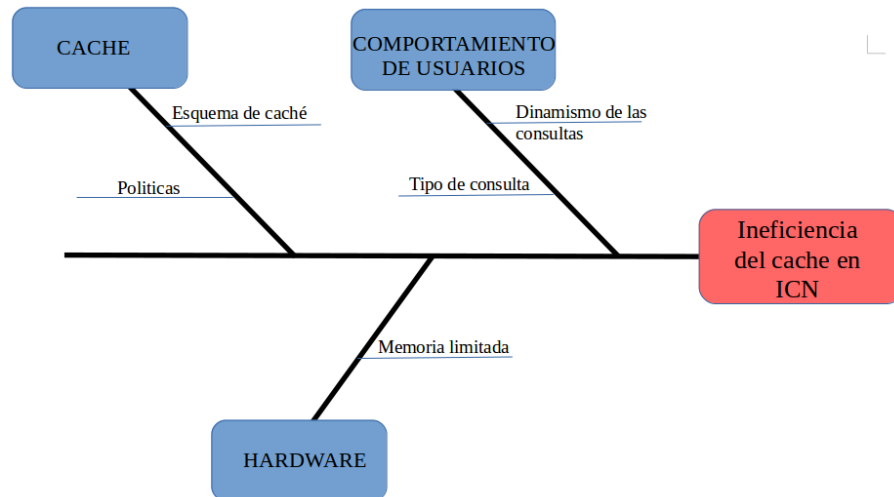 CACHE
COMPORTAMIENTO
DE USUARIOS
Esquema de caché
Dinamismo de las
consultas
Politicas
Tipo de consulta
Ineficiencia
del cache en
ICN
Memoria limitada
HARDWARE